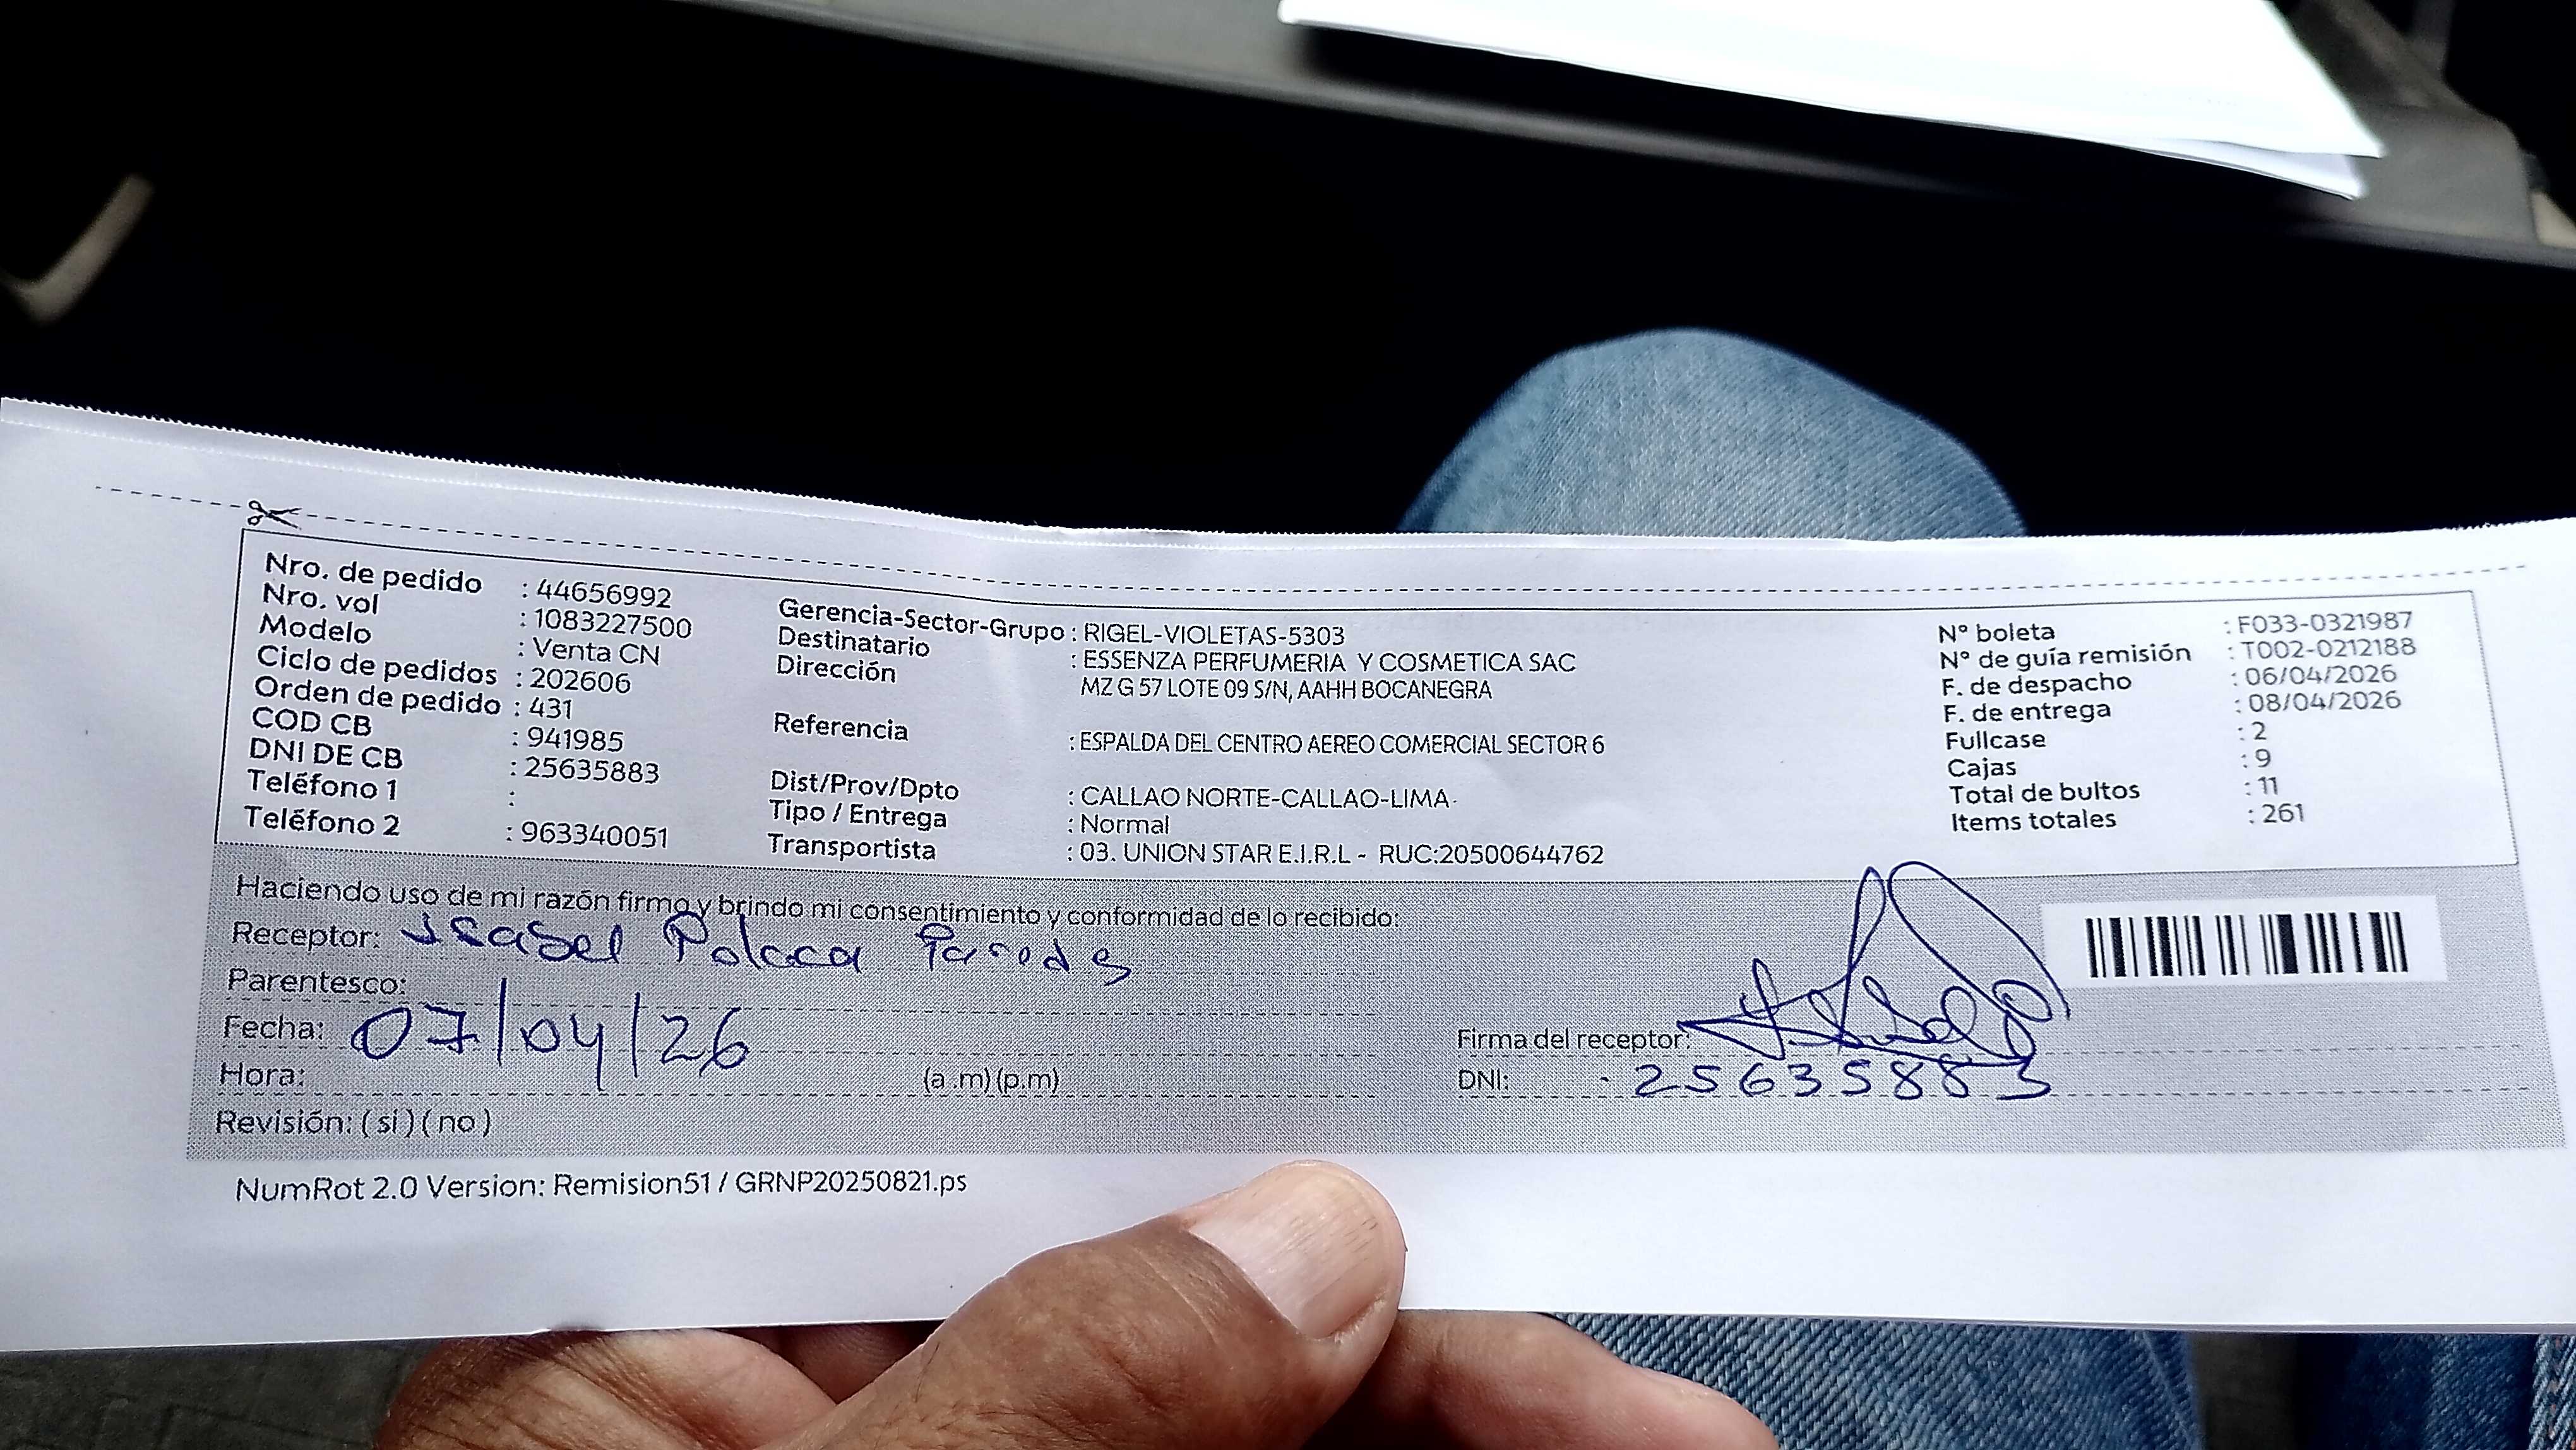 Nro. de pedido : 44656992
Nro. vol : 1083227500
Modelo : Venta CN
Ciclo de pedidos : 202606
Orden de pedido : 431
COD CB : 941985
DNI DE CB : 25635883
Teléfono 1 :
Teléfono 2 : 963340051
Gerencia-Sector-Grupo : RIGEL-VIOLETAS-5303
Destinatario : ESSENZA PERFUMERIA Y COSMETICA SAC
Dirección MZ G 57 LOTE 09 S/N, AAHH BOCANEGRA
Referencia : ESPALDA DEL CENTRO AEREO COMERCIAL SECTOR 6
Dist/Prov/Dpto : CALLAO NORTE-CALLAO-LIMA
Tipo / Entrega : Normal
Transportista : 03. UNION STAR E.I.R.L - RUC:20500644762
N° boleta : F033-0321987
N° de guía remisión : T002-0212188
F. de despacho : 06/04/2026
F. de entrega : 08/04/2026
Fullcase : 2
Cajas : 9
Total de bultos : 11
Items totales : 261
Haciendo uso de mi razón firmo y brindo mi consentimiento y conformidad de lo recibido:
Receptor: Isabel
Parentesco:
Fecha: 07/04/26
Hora: (a .m) (p.m)
Revisión: ( si ) ( no )
Firma del receptor:
DNI: 25635883
NumRot 2.0 Version: Remision51 / GRNP20250821.ps